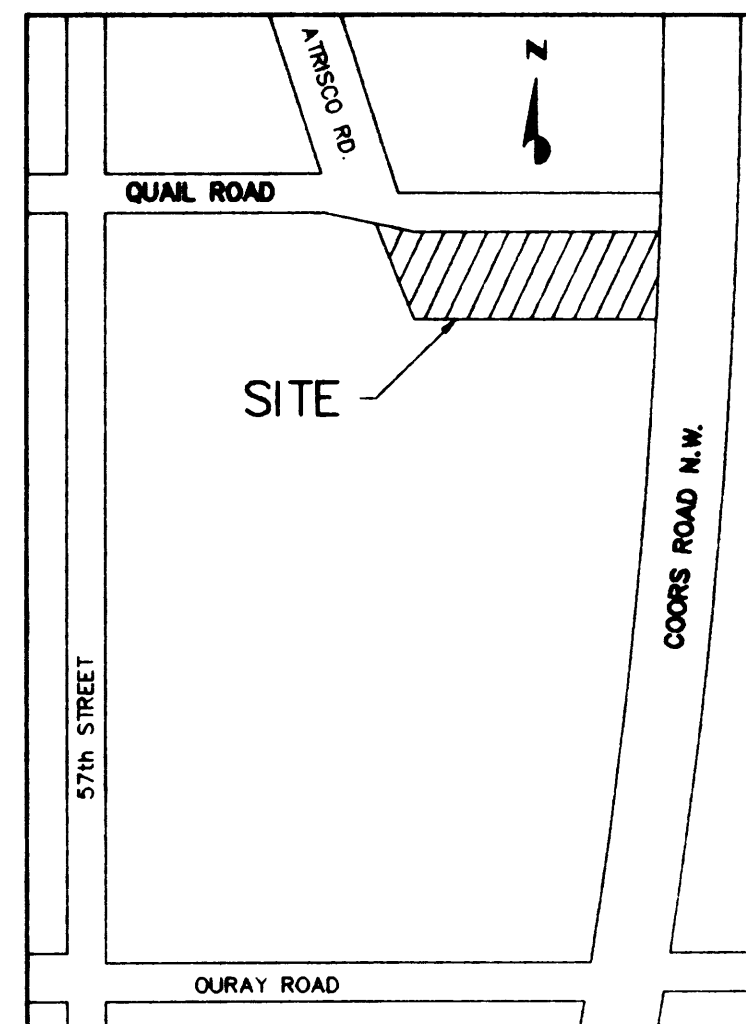 ATRISCO RD.
N
QUAIL ROAD
SITE
COORS ROAD N.W.
57th STREET
OURAY ROAD